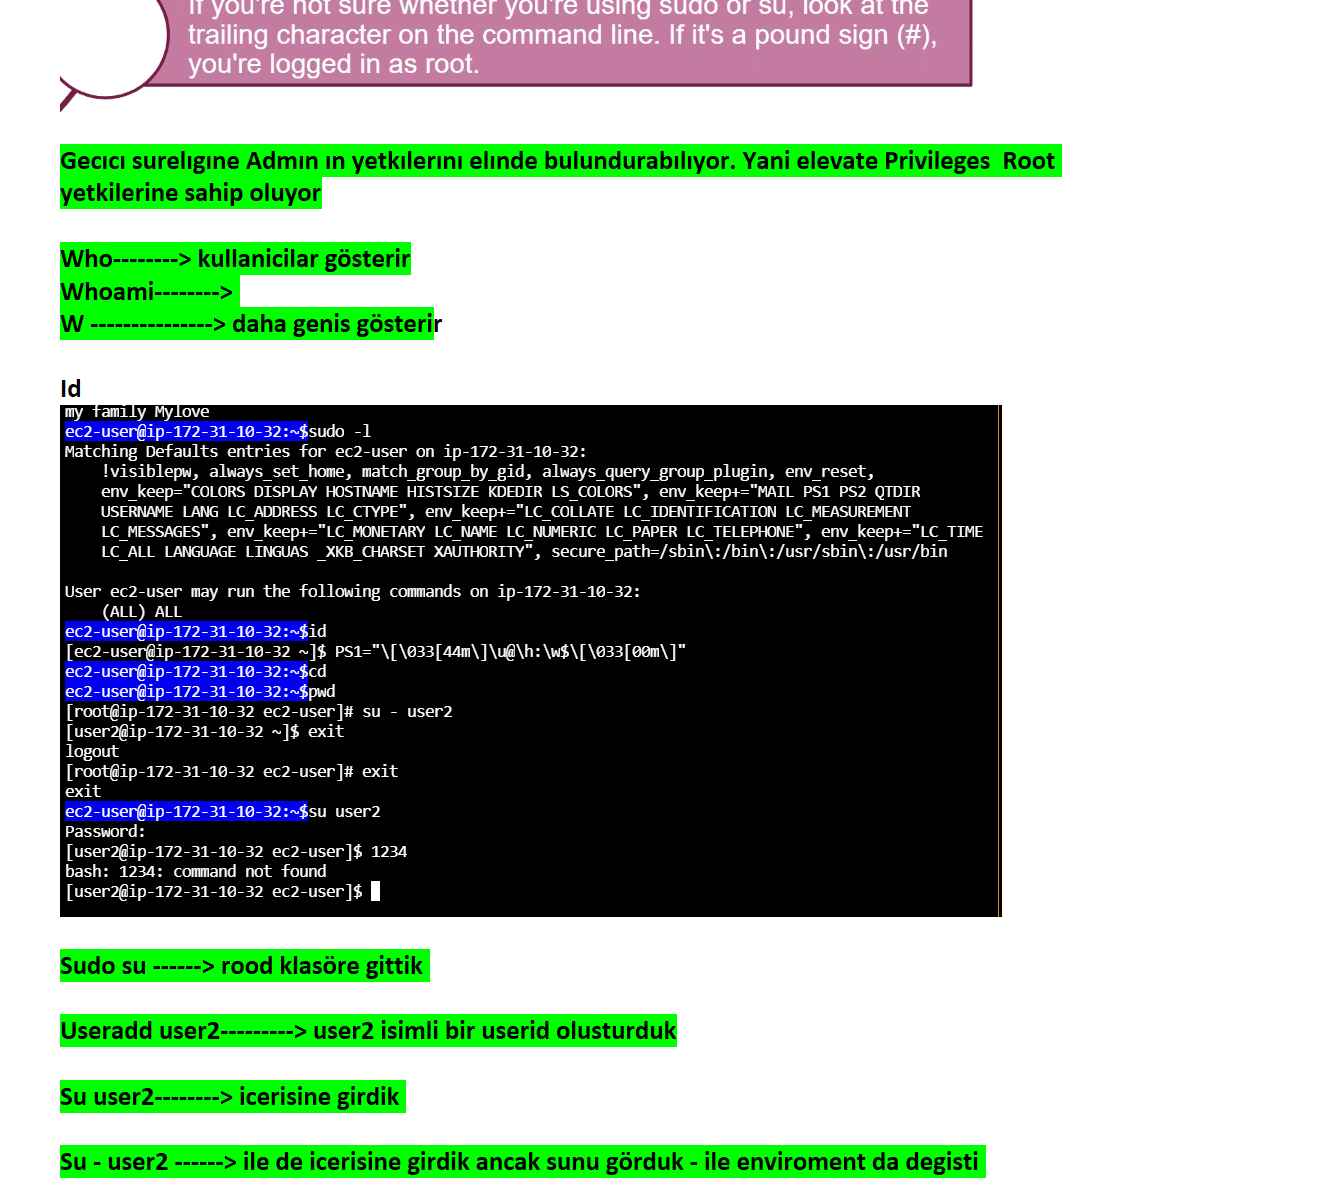 If you're not sure whether you're using sudo or su, look at the
trailing character on the command line. If it's a pound sign (#),
you're logged in as root.
Gecıcı surelıgıne Admın ın yetkılerını elınde bulundurabılıyor. Yani elevate Privileges  Root
yetkilerine sahip oluyor
Who--------> kullanicilar gösterir
Whoami-------->
W ---------------> daha genis gösterir
Id
my family Mylove
ec2-user@ip-172-31-10-32:~$sudo -l
Matching Defaults entries for ec2-user on ip-172-31-10-32:
    !visiblepw, always_set_home, match_group_by_gid, always_query_group_plugin, env_reset,
    env_keep="COLORS DISPLAY HOSTNAME HISTSIZE KDEDIR LS_COLORS", env_keep+="MAIL PS1 PS2 QTDIR
    USERNAME LANG LC_ADDRESS LC_CTYPE", env_keep+="LC_COLLATE LC_IDENTIFICATION LC_MEASUREMENT
    LC_MESSAGES", env_keep+="LC_MONETARY LC_NAME LC_NUMERIC LC_PAPER LC_TELEPHONE", env_keep+="LC_TIME
    LC_ALL LANGUAGE LINGUAS _XKB_CHARSET XAUTHORITY", secure_path=/sbin\:/bin\:/usr/sbin\:/usr/bin
User ec2-user may run the following commands on ip-172-31-10-32:
    (ALL) ALL
ec2-user@ip-172-31-10-32:~$id
[ec2-user@ip-172-31-10-32 ~]$ PS1="\[\033[44m\]\u@\h:\w$\[\033[00m\]"
ec2-user@ip-172-31-10-32:~$cd
ec2-user@ip-172-31-10-32:~$pwd
[root@ip-172-31-10-32 ec2-user]# su - user2
[user2@ip-172-31-10-32 ~]$ exit
logout
[root@ip-172-31-10-32 ec2-user]# exit
exit
ec2-user@ip-172-31-10-32:~$su user2
Password:
[user2@ip-172-31-10-32 ec2-user]$ 1234
bash: 1234: command not found
[user2@ip-172-31-10-32 ec2-user]$
Sudo su ------> rood klasöre gittik
Useradd user2---------> user2 isimli bir userid olusturduk
Su user2--------> icerisine girdik
Su - user2 ------> ile de icerisine girdik ancak sunu görduk - ile enviroment da degisti